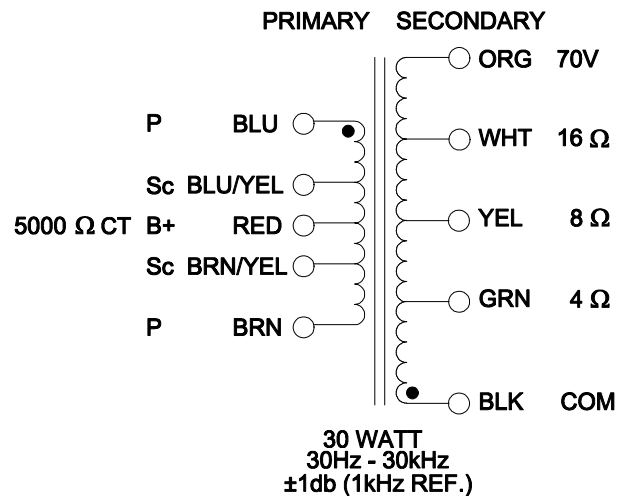 PRIMARY SECONDARY
ORG 70V
P BLU
WHT 16 Ω
Sc BLU/YEL
5000 Ω CT B+ RED
YEL 8 Ω
Sc BRN/YEL
GRN 4 Ω
P BRN
BLK COM
30 WATT
30Hz - 30kHz
±1db (1kHz REF.)